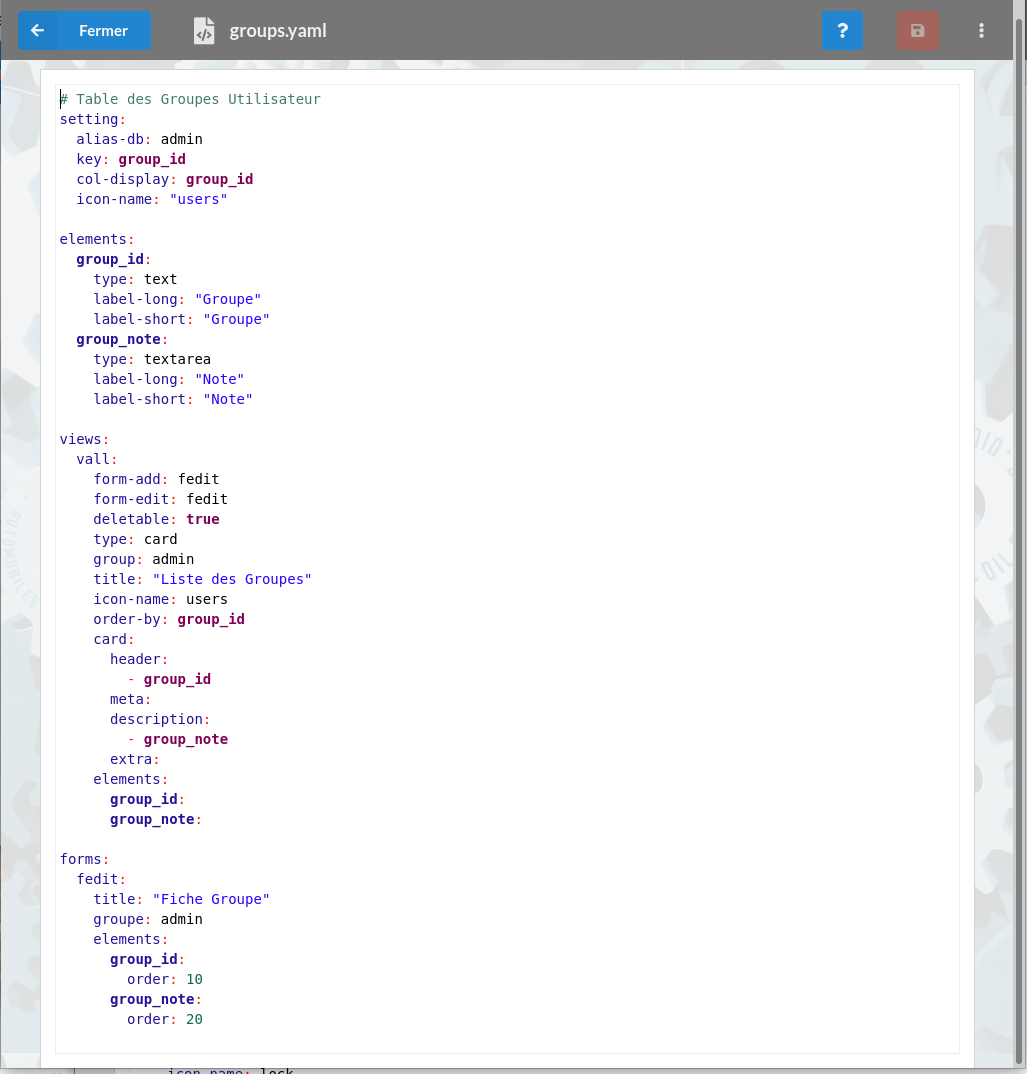 Fermer
groups.yaml
?
# Table des Groupes Utilisateur
setting:
  alias-db: admin
  key: group_id
  col-display: group_id
  icon-name: "users"

elements:
  group_id:
    type: text
    label-long: "Groupe"
    label-short: "Groupe"
  group_note:
    type: textarea
    label-long: "Note"
    label-short: "Note"

views:
  vall:
    form-add: fedit
    form-edit: fedit
    deletable: true
    type: card
    group: admin
    title: "Liste des Groupes"
    icon-name: users
    order-by: group_id
    card:
      header:
        - group_id
      meta:
      description:
        - group_note
      extra:
    elements:
      group_id:
      group_note:

forms:
  fedit:
    title: "Fiche Groupe"
    groupe: admin
    elements:
      group_id:
        order: 10
      group_note:
        order: 20
icon-name: lock